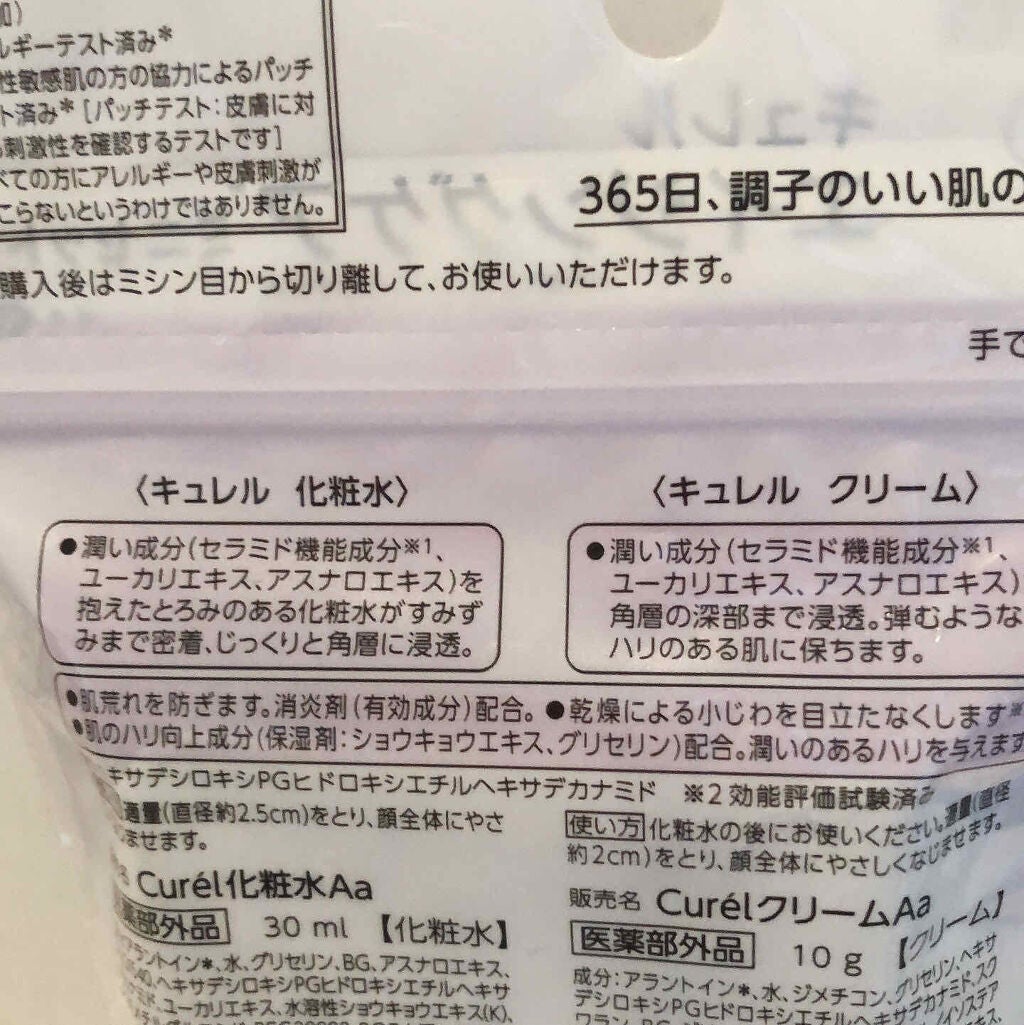 加)
ルギーテスト済み*
性敏感肌の方の協力によるパッチ
ト済み*[パッチテスト:皮膚に対
刺激性を確認するテストです]
べての方にアレルギーや皮膚刺激が
こらないというわけではありません。
365日、調子のいい肌の
購入後はミシン目から切り離して、お使いいただけます。
手で
〈キュレル 化粧水〉
●潤い成分(セラミド機能成分※1、
ユーカリエキス、アスナロエキス)を
抱えたとろみのある化粧水がすみず
みまで密着、じっくりと角層に浸透。
〈キュレル クリーム〉
●潤い成分(セラミド機能成分※1、
ユーカリエキス、アスナロエキス)
角層の深部まで浸透。弾むような
ハリのある肌に保ちます。
●肌荒れを防ぎます。消炎剤(有効成分)配合。●乾燥による小じわを目立たなくします※
●肌のハリ向上成分(保湿剤:ショウキョウエキス、グリセリン)配合。潤いのあるハリを与えます
キサデシロキシPGヒドロキシエチルヘキサデカナミド ※2効能評価試験済み
適量(直径約2.5cm)をとり、顔全体にやさ
ませます。
Curél化粧水Aa
薬部外品 30 ml 【化粧水】
ラントイン*、水、グリセリン、BG、アスナロエキス、
ヘキサデシロキシPGヒドロキシエチルヘキサ
ユーカリエキス、水溶性ショウキョウエキス(K)、
使い方 化粧水の後にお使いください。適量(直径
約2cm)をとり、顔全体にやさしくなじませます。
販売名 CurélクリームAa
医薬部外品 10 g 【クリーム】
成分:アラントイン*、水、ジメチコン、グリセリン、ヘキサ
デシロキシPGヒドロキシエチルヘキサデカナミド、スク
ワラン、BG、